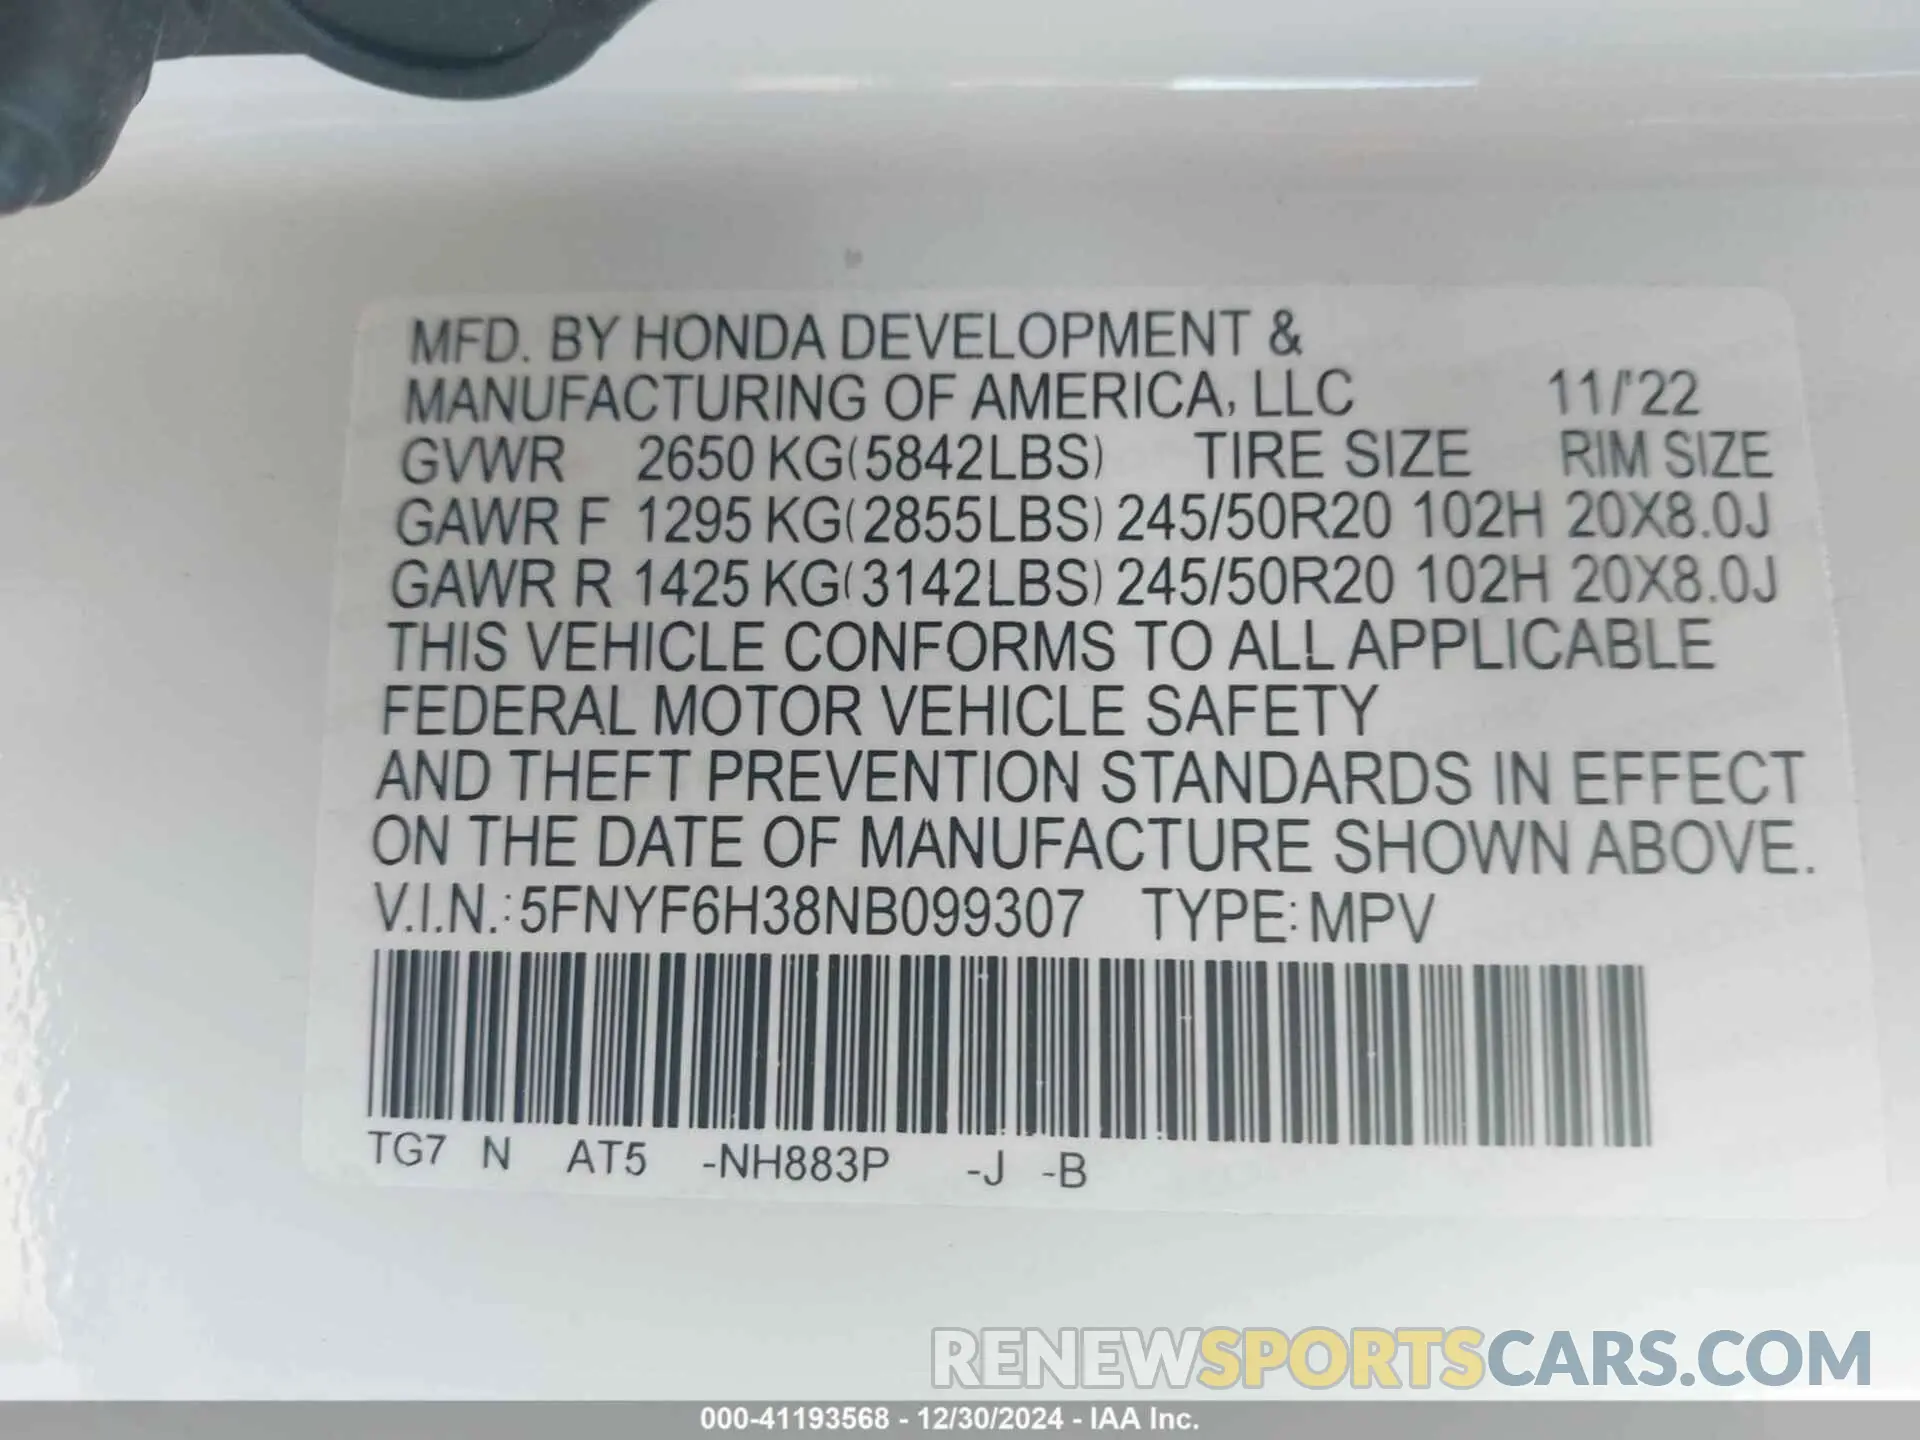 MFD. BY HONDA DEVELOPMENT &
MANUFACTURING OF AMERICA, LLC 11/'22
GVWR 2650 KG(5842LBS) TIRE SIZE RIM SIZE
GAWR F 1295 KG(2855LBS) 245/50R20 102H 20X8.0J
GAWR R 1425 KG(3142LBS) 245/50R20 102H 20X8.0J
THIS VEHICLE CONFORMS TO ALL APPLICABLE
FEDERAL MOTOR VEHICLE SAFETY
AND THEFT PREVENTION STANDARDS IN EFFECT
ON THE DATE OF MANUFACTURE SHOWN ABOVE.
V.I.N.: 5FNYF6H38NB099307 TYPE: MPV
TG7 N AT5 -NH883P -J -B
RENEWSPORTSCARS.COM
000-41193568 - 12/30/2024 - IAA Inc.